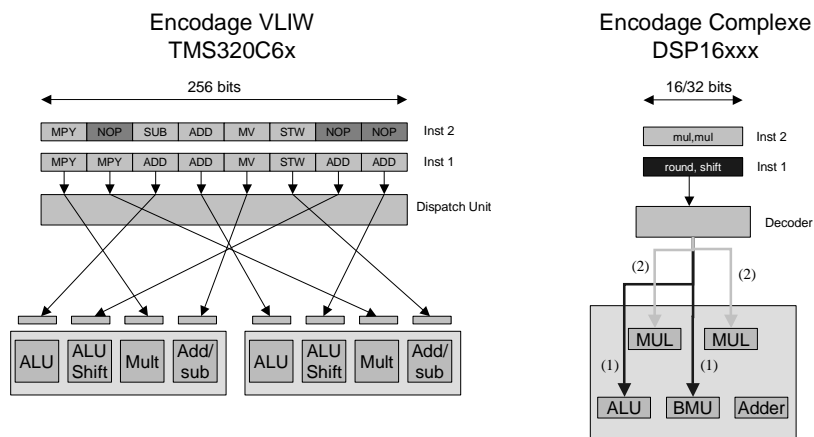 Encodage VLIW
TMS320C6x
256 bits
MPY NOP SUB ADD MV STW NOP NOP Inst 2
MPY MPY ADD ADD MV STW ADD ADD Inst 1
Dispatch Unit
ALU ALU Shift Mult Add/ sub
ALU ALU Shift Mult Add/ sub
Encodage Complexe
DSP16xxx
16/32 bits
mul,mul Inst 2
round, shift Inst 1
Decoder
(2) (2)
MUL MUL
(1) (1)
ALU BMU Adder